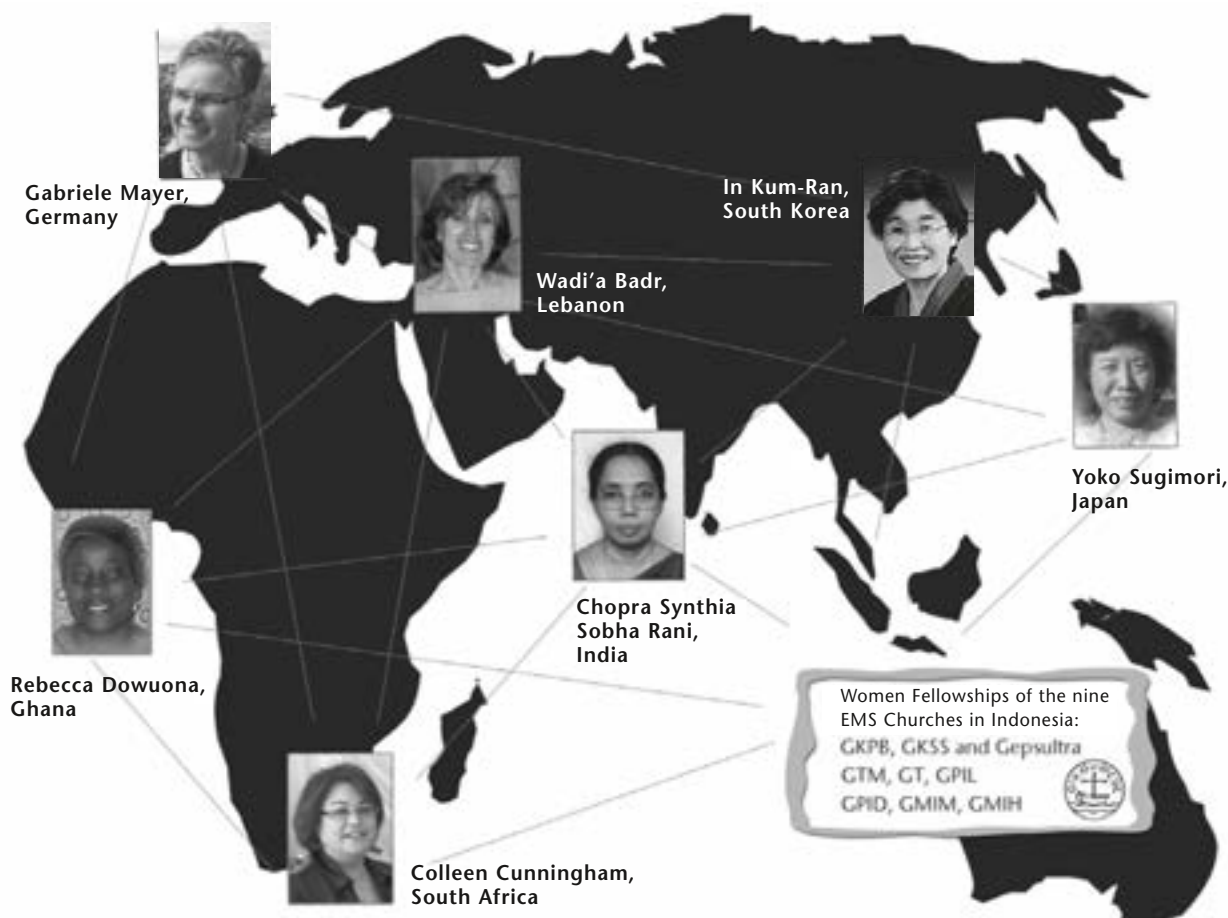 Gabriele Mayer,
Germany
Wadi’a Badr,
Lebanon
In Kum-Ran,
South Korea
Yoko Sugimori,
Japan
Chopra Synthia
Sobha Rani,
India
Rebecca Dowuona,
Ghana
Colleen Cunningham,
South Africa
Women Fellowships of the nine
EMS Churches in Indonesia:
GKPB, GKSS and Gepsultra
GTM, GT, GPIL
GPID, GMIM, GMIH